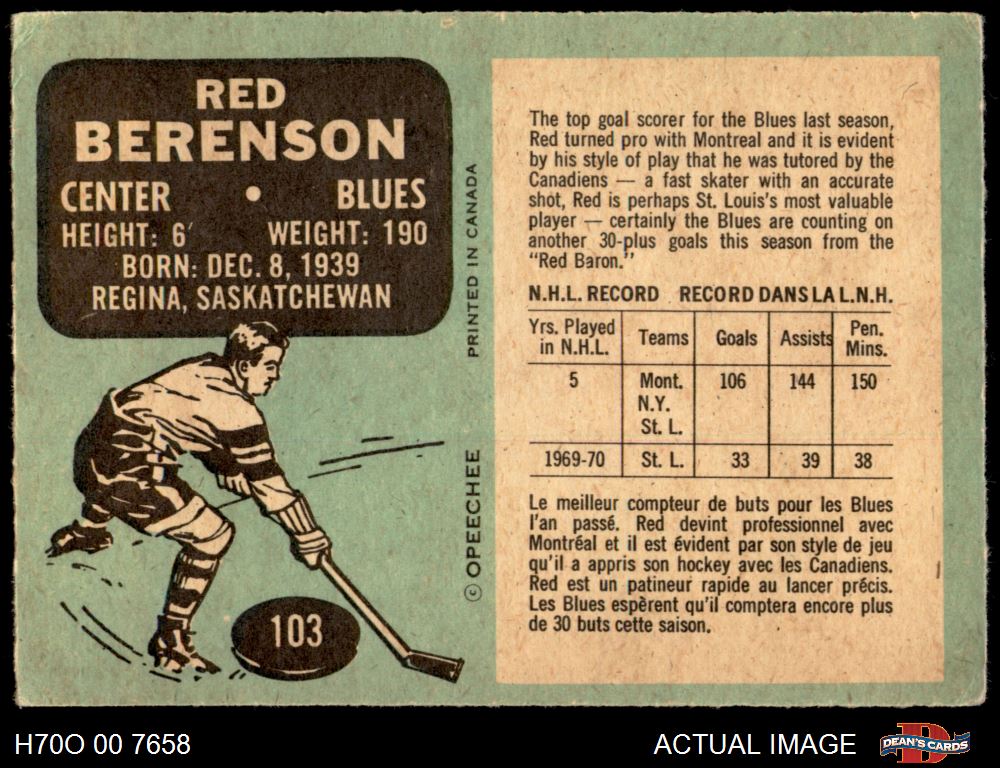 RED
BERENSON
CENTER • BLUES
HEIGHT: 6' WEIGHT: 190
BORN: DEC. 8, 1939
REGINA, SASKATCHEWAN
103
© OPEECHEE PRINTED IN CANADA
The top goal scorer for the Blues last season,
Red turned pro with Montreal and it is evident
by his style of play that he was tutored by the
Canadiens — a fast skater with an accurate
shot, Red is perhaps St. Louis's most valuable
player — certainly the Blues are counting on
another 30-plus goals this season from the
"Red Baron."
N.H.L. RECORD RECORD DANS LA L.N.H.
Yrs. Played Teams Goals Assists Pen.
in N.H.L. Mins.
5 Mont. 106 144 150
N.Y.
St. L.
1969-70 St. L. 33 39 38
Le meilleur compteur de buts pour les Blues
l'an passé. Red devint professionnel avec
Montréal et il est évident par son style de jeu
qu'il a appris son hockey avec les Canadiens.
Red est un patineur rapide au lancer précis.
Les Blues espèrent qu'il comptera encore plus
de 30 buts cette saison.
H70O 00 7658
ACTUAL IMAGE
D
DEAN'S CARDS